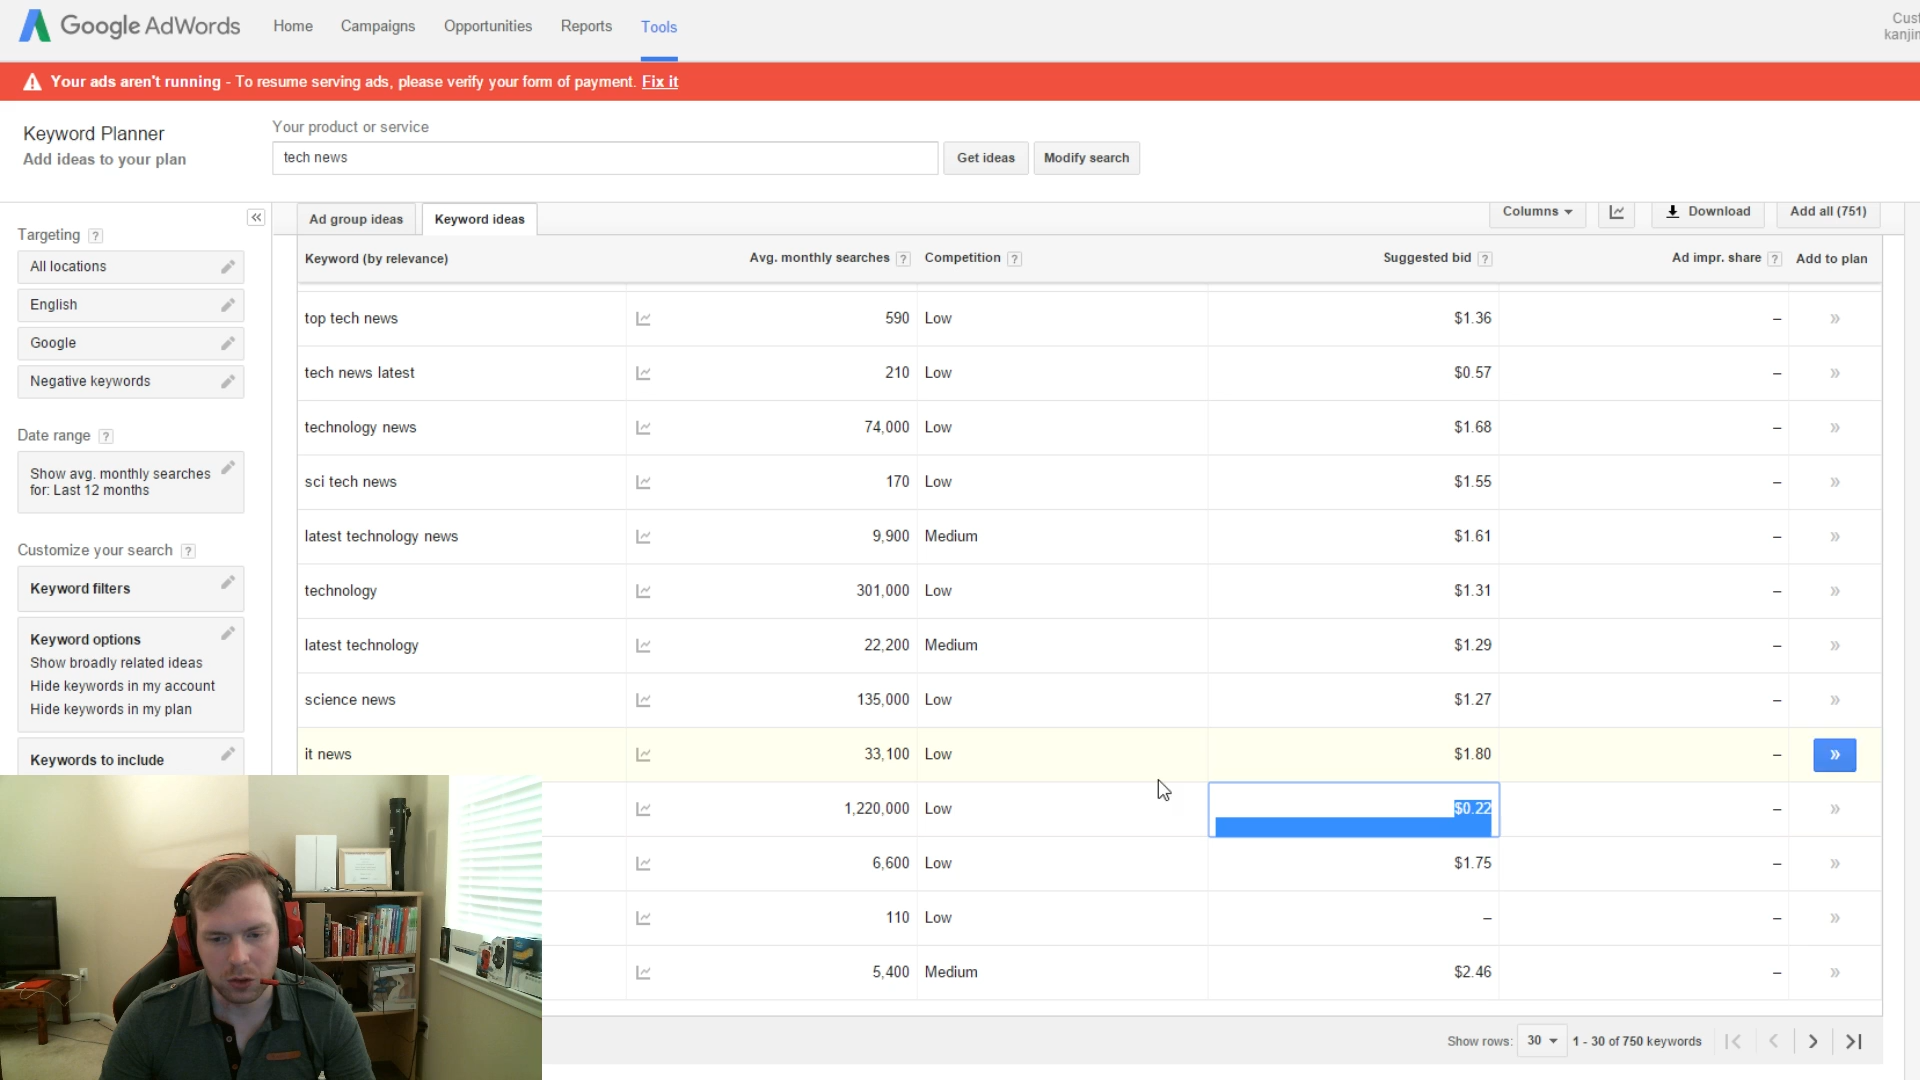 Google AdWords Home Campaigns Opportunities Reports Tools
Cust
kanjin
Your ads aren't running - To resume serving ads, please verify your form of payment. Fix it
Keyword Planner
Add ideas to your plan
Your product or service
tech news
Get ideas
Modify search
Targeting ?
All locations
English
Google
Negative keywords
Date range ?
Show avg. monthly searches
for: Last 12 months
Customize your search ?
Keyword filters
Keyword options
Show broadly related ideas
Hide keywords in my account
Hide keywords in my plan
Keywords to include
Ad group ideas Keyword ideas
Columns Download Add all (751)
Keyword (by relevance) Avg. monthly searches ? Competition ? Suggested bid ? Ad impr. share ? Add to plan
top tech news 590 Low $1.36 – »
tech news latest 210 Low $0.57 – »
technology news 74,000 Low $1.68 – »
sci tech news 170 Low $1.55 – »
latest technology news 9,900 Medium $1.61 – »
technology 301,000 Low $1.31 – »
latest technology 22,200 Medium $1.29 – »
science news 135,000 Low $1.27 – »
it news 33,100 Low $1.80 – »
1,220,000 Low $0.22 – »
6,600 Low $1.75 – »
110 Low – – »
5,400 Medium $2.46 – »
Show rows: 30 1 - 30 of 750 keywords